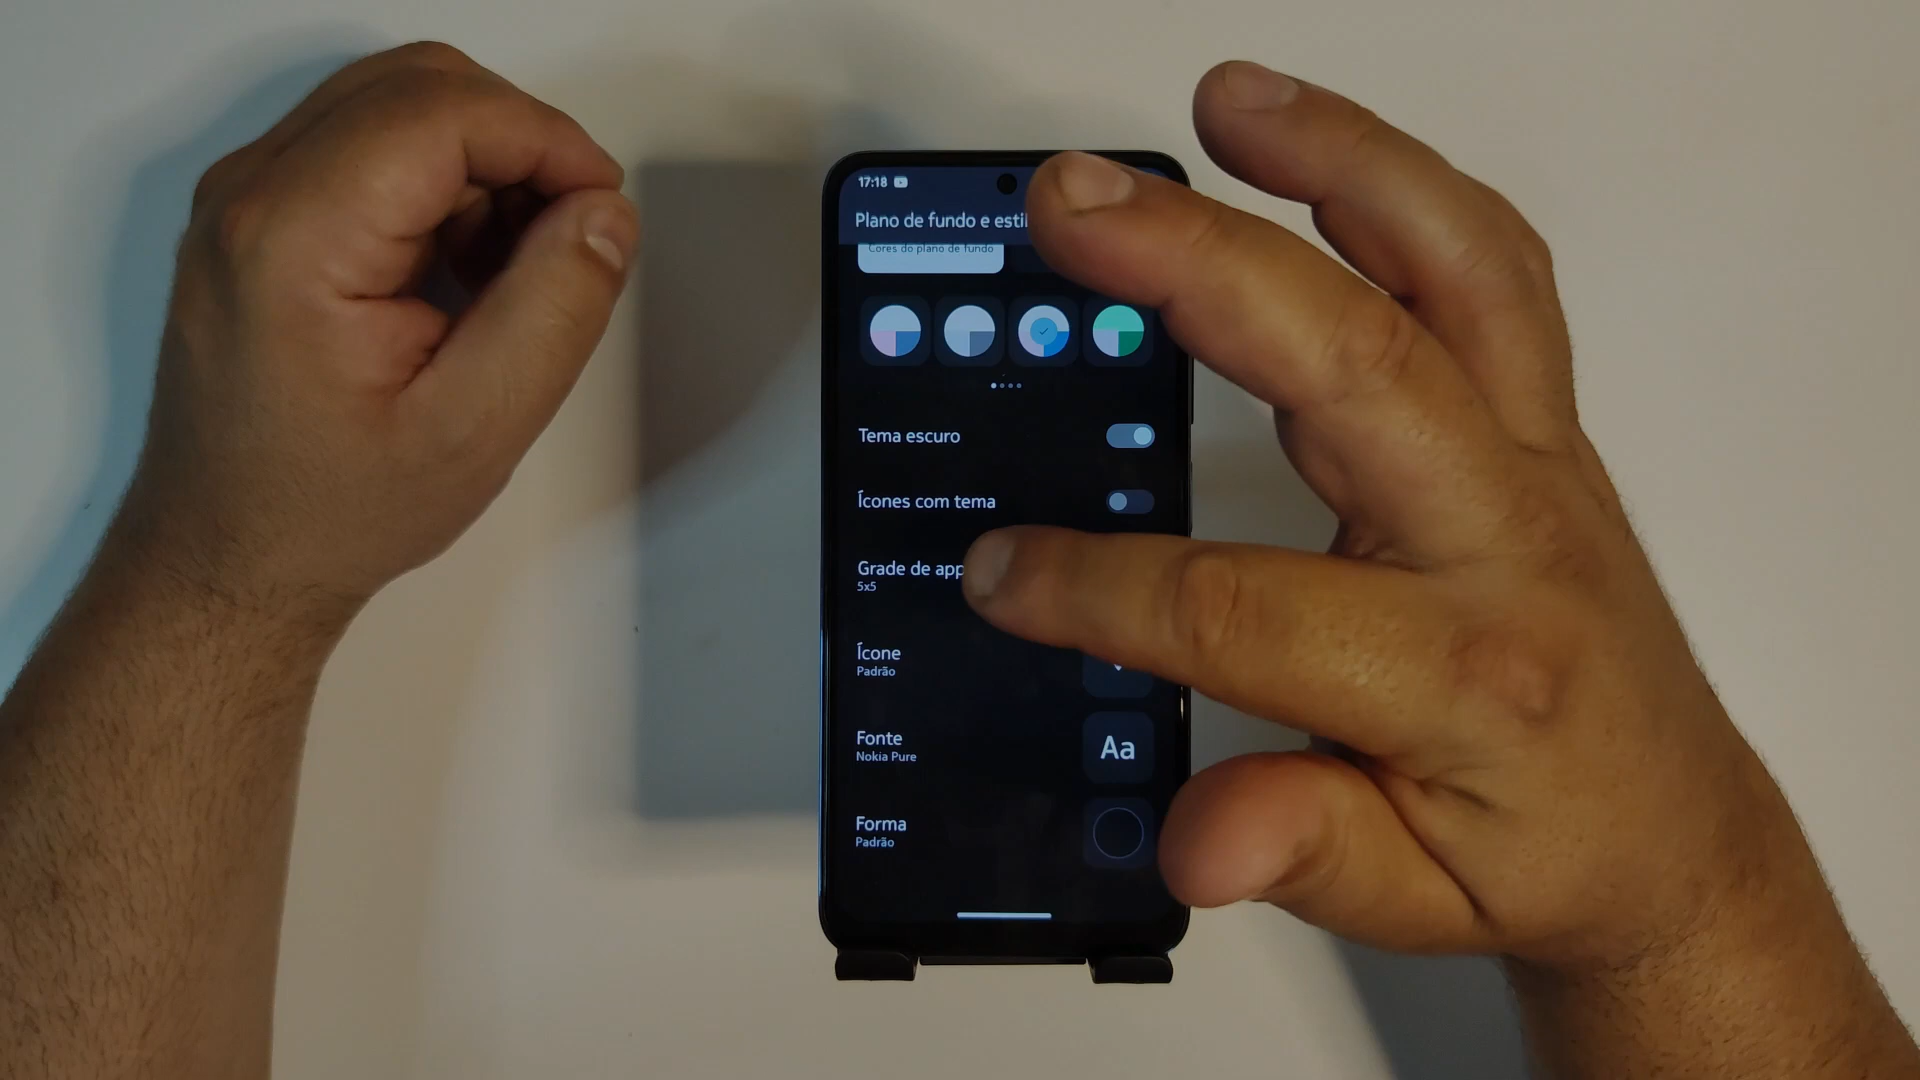 17:18
Plano de fundo e esti
Cores do plano de fundo
Tema escuro
Ícones com tema
Grade de app
5x5
Ícone
Padrão
Fonte
Nokia Pure
Aa
Forma
Padrão